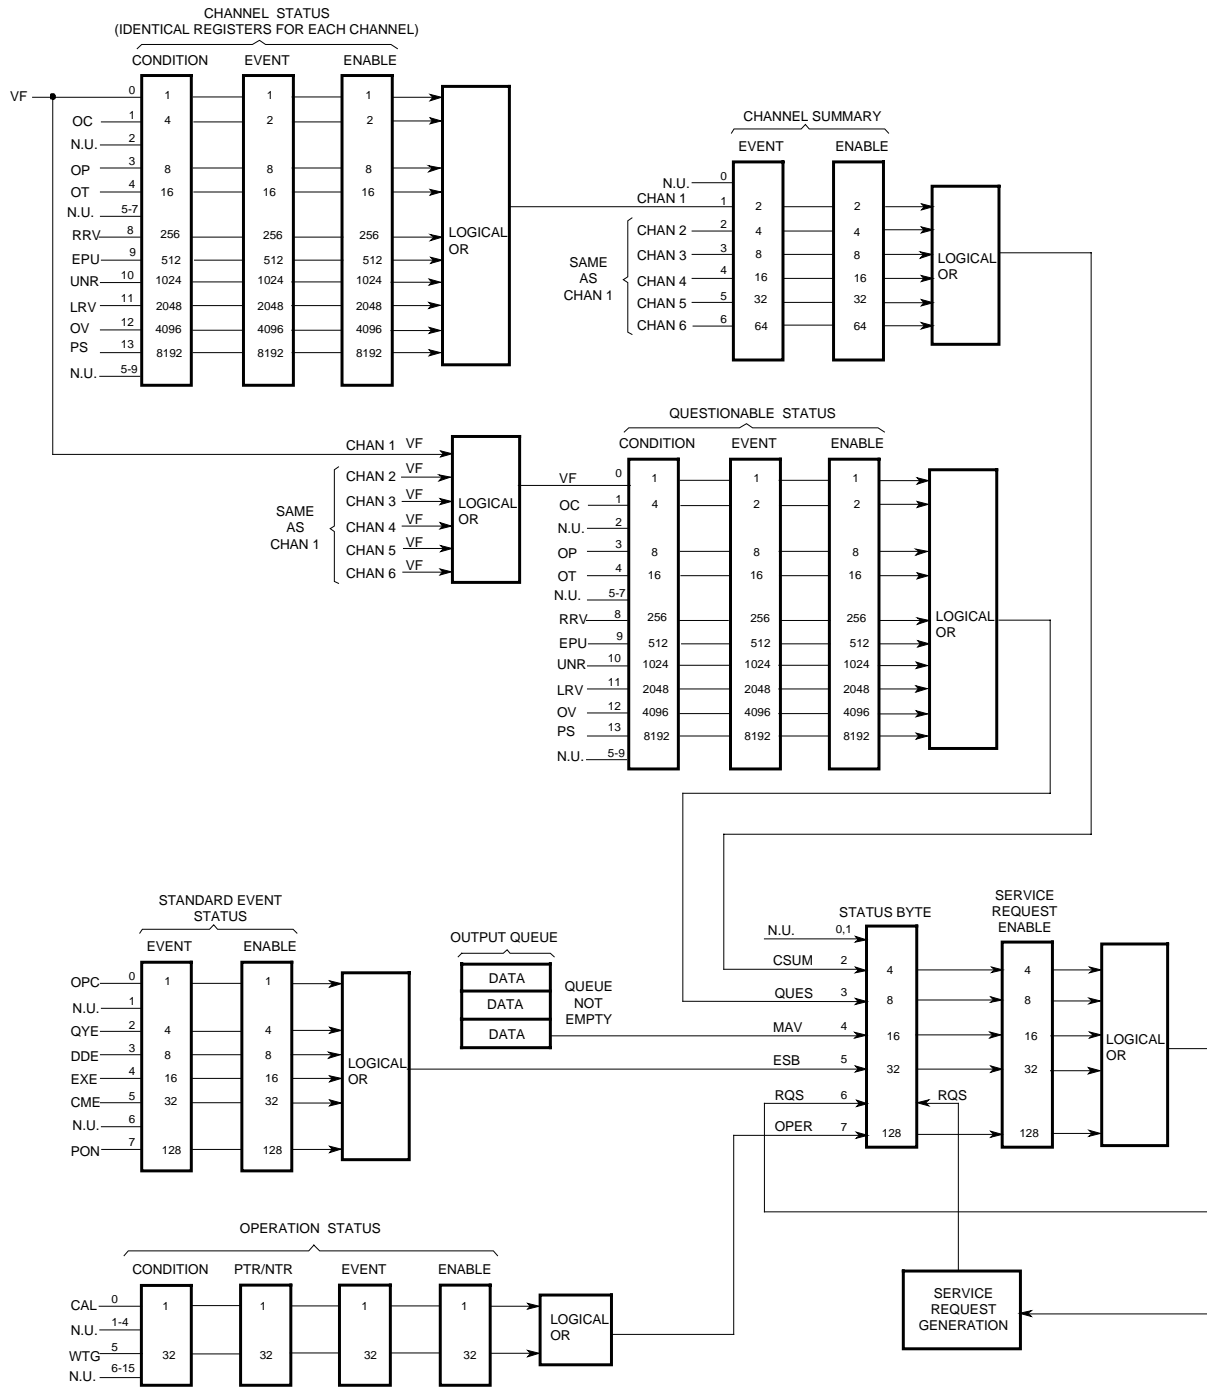 CHANNEL STATUS
(IDENTICAL REGISTERS FOR EACH CHANNEL)
CONDITION EVENT ENABLE
VF 0 1 1 1
OC 1 4 2 2
N.U. 2
OP 3 8 8 8
OT 4 16 16 16
N.U. 5-7
RRV 8 256 256 256
EPU 9 512 512 512
UNR 10 1024 1024 1024
LRV 11 2048 2048 2048
OV 12 4096 4096 4096
PS 13 8192 8192 8192
N.U. 5-9
LOGICAL
OR
CHANNEL SUMMARY
EVENT ENABLE
N.U. 0
CHAN 1 1 2 2
CHAN 2 2 4 4
CHAN 3 3 8 8
CHAN 4 4 16 16
CHAN 5 5 32 32
CHAN 6 6 64 64
SAME
AS
CHAN 1
LOGICAL
OR
CHAN 1 VF
CHAN 2 VF
CHAN 3 VF
CHAN 4 VF
CHAN 5 VF
CHAN 6 VF
SAME
AS
CHAN 1
LOGICAL
OR
QUESTIONABLE STATUS
CONDITION EVENT ENABLE
VF 0 1 1 1
OC 1 4 2 2
N.U. 2
OP 3 8 8 8
OT 4 16 16 16
N.U. 5-7
RRV 8 256 256 256
EPU 9 512 512 512
UNR 10 1024 1024 1024
LRV 11 2048 2048 2048
OV 12 4096 4096 4096
PS 13 8192 8192 8192
N.U. 5-9
LOGICAL
OR
STANDARD EVENT
STATUS
EVENT ENABLE
OPC 0 1 1
N.U. 1
QYE 2 4 4
DDE 3 8 8
EXE 4 16 16
CME 5 32 32
N.U. 6
PON 7 128 128
LOGICAL
OR
OUTPUT QUEUE
DATA
DATA
DATA
QUEUE
NOT
EMPTY
STATUS BYTE
SERVICE
REQUEST
ENABLE
N.U. 0,1
CSUM 2 4 4
QUES 3 8 8
MAV 4 16 16
ESB 5 32 32
RQS 6 RQS
OPER 7 128 128
LOGICAL
OR
OPERATION STATUS
CONDITION PTR/NTR EVENT ENABLE
CAL 0 1 1 1 1
N.U. 1-4
WTG 5 32 32 32 32
N.U. 6-15
LOGICAL
OR
SERVICE
REQUEST
GENERATION